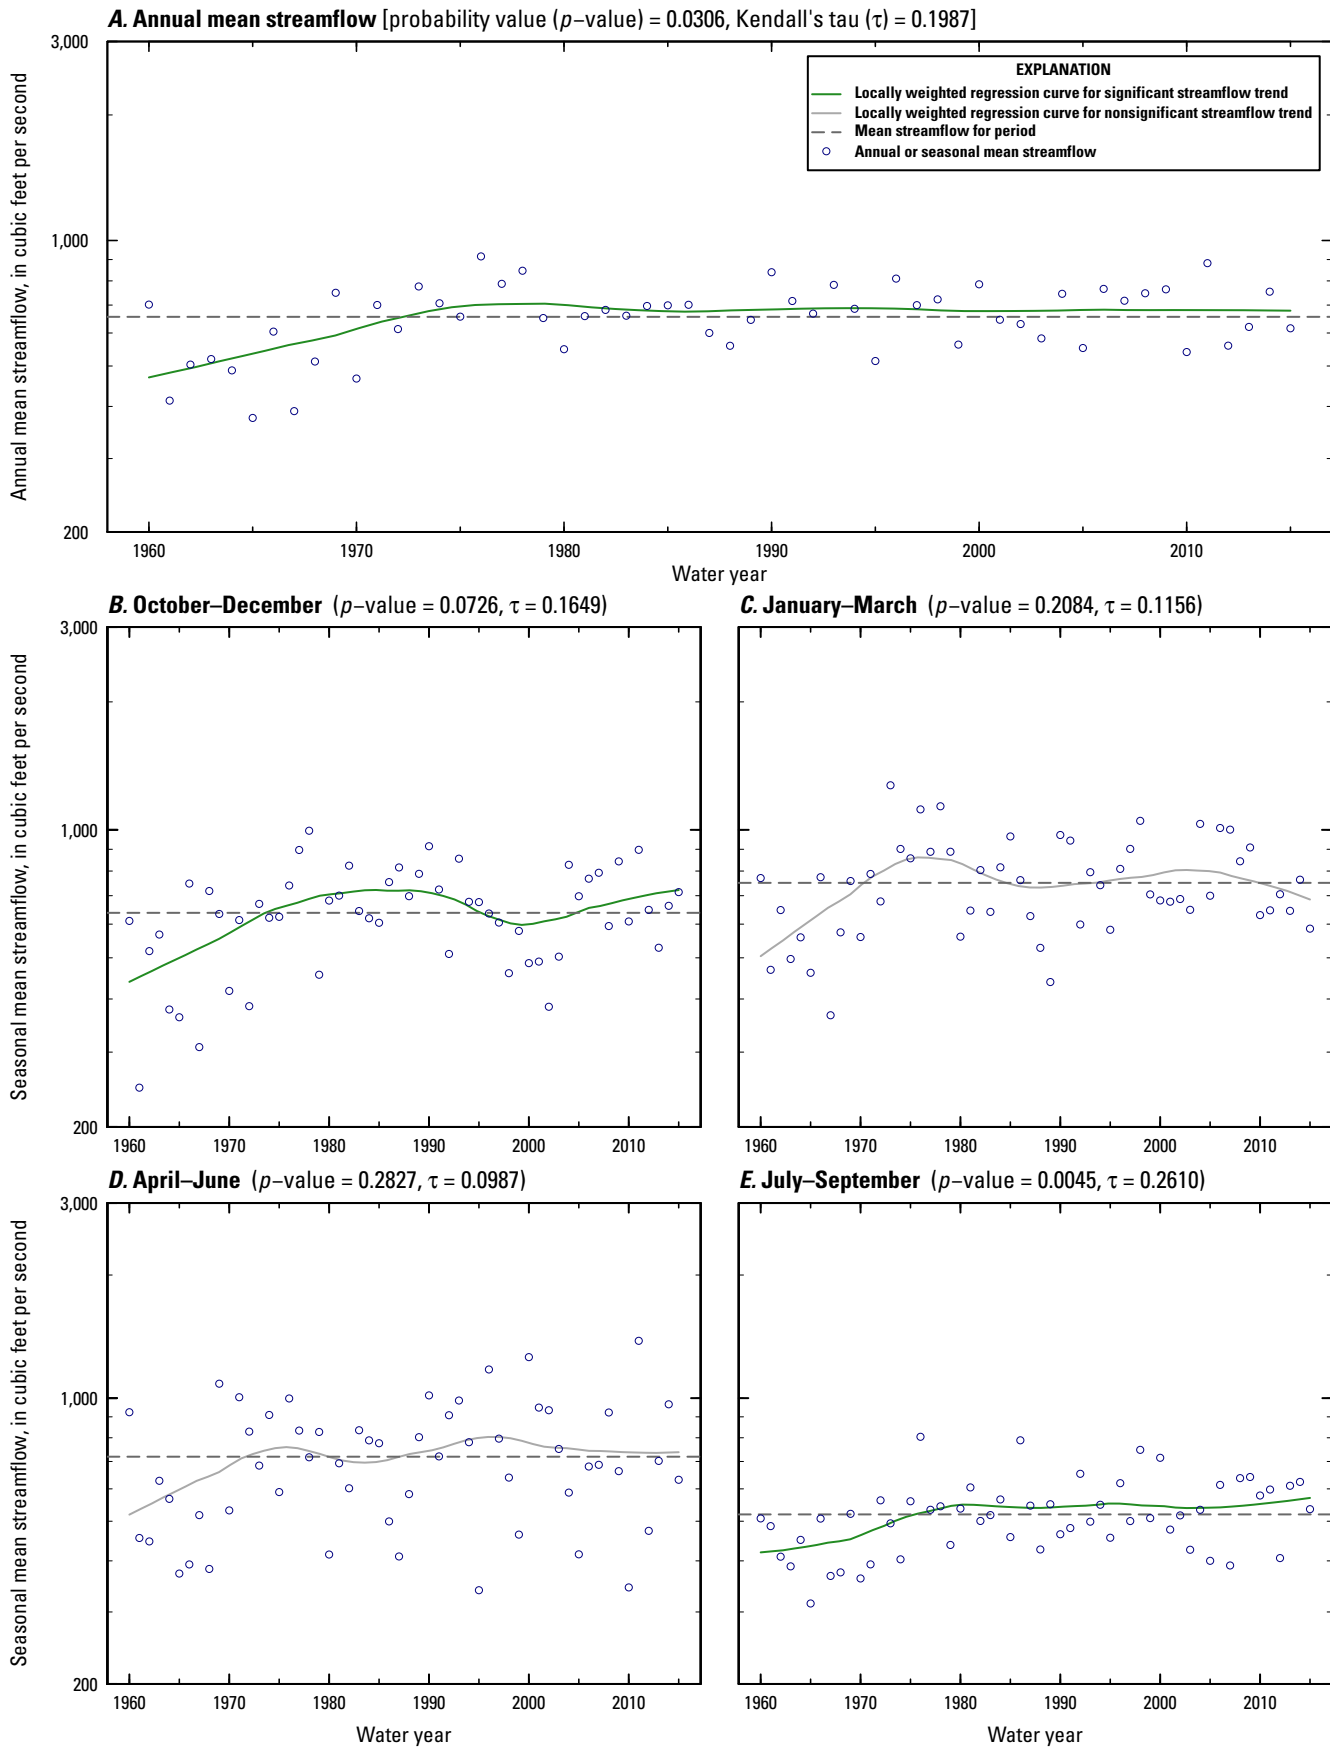 A. Annual mean streamflow [probability value (p−value) = 0.0306, Kendall's tau (τ) = 0.1987]
Annual mean streamflow, in cubic feet per second
3,000
1,000
200
EXPLANATION
Locally weighted regression curve for significant streamflow trend
Locally weighted regression curve for nonsignificant streamflow trend
Mean streamflow for period
Annual or seasonal mean streamflow
1960 1970 1980 1990 2000 2010
Water year
B. October–December (p−value = 0.0726, τ = 0.1649)
Seasonal mean streamflow, in cubic feet per second
3,000
1,000
200
1960 1970 1980 1990 2000 2010
C. January–March (p−value = 0.2084, τ = 0.1156)
1960 1970 1980 1990 2000 2010
D. April–June (p−value = 0.2827, τ = 0.0987)
Seasonal mean streamflow, in cubic feet per second
3,000
1,000
200
1960 1970 1980 1990 2000 2010
Water year
E. July–September (p−value = 0.0045, τ = 0.2610)
1960 1970 1980 1990 2000 2010
Water year